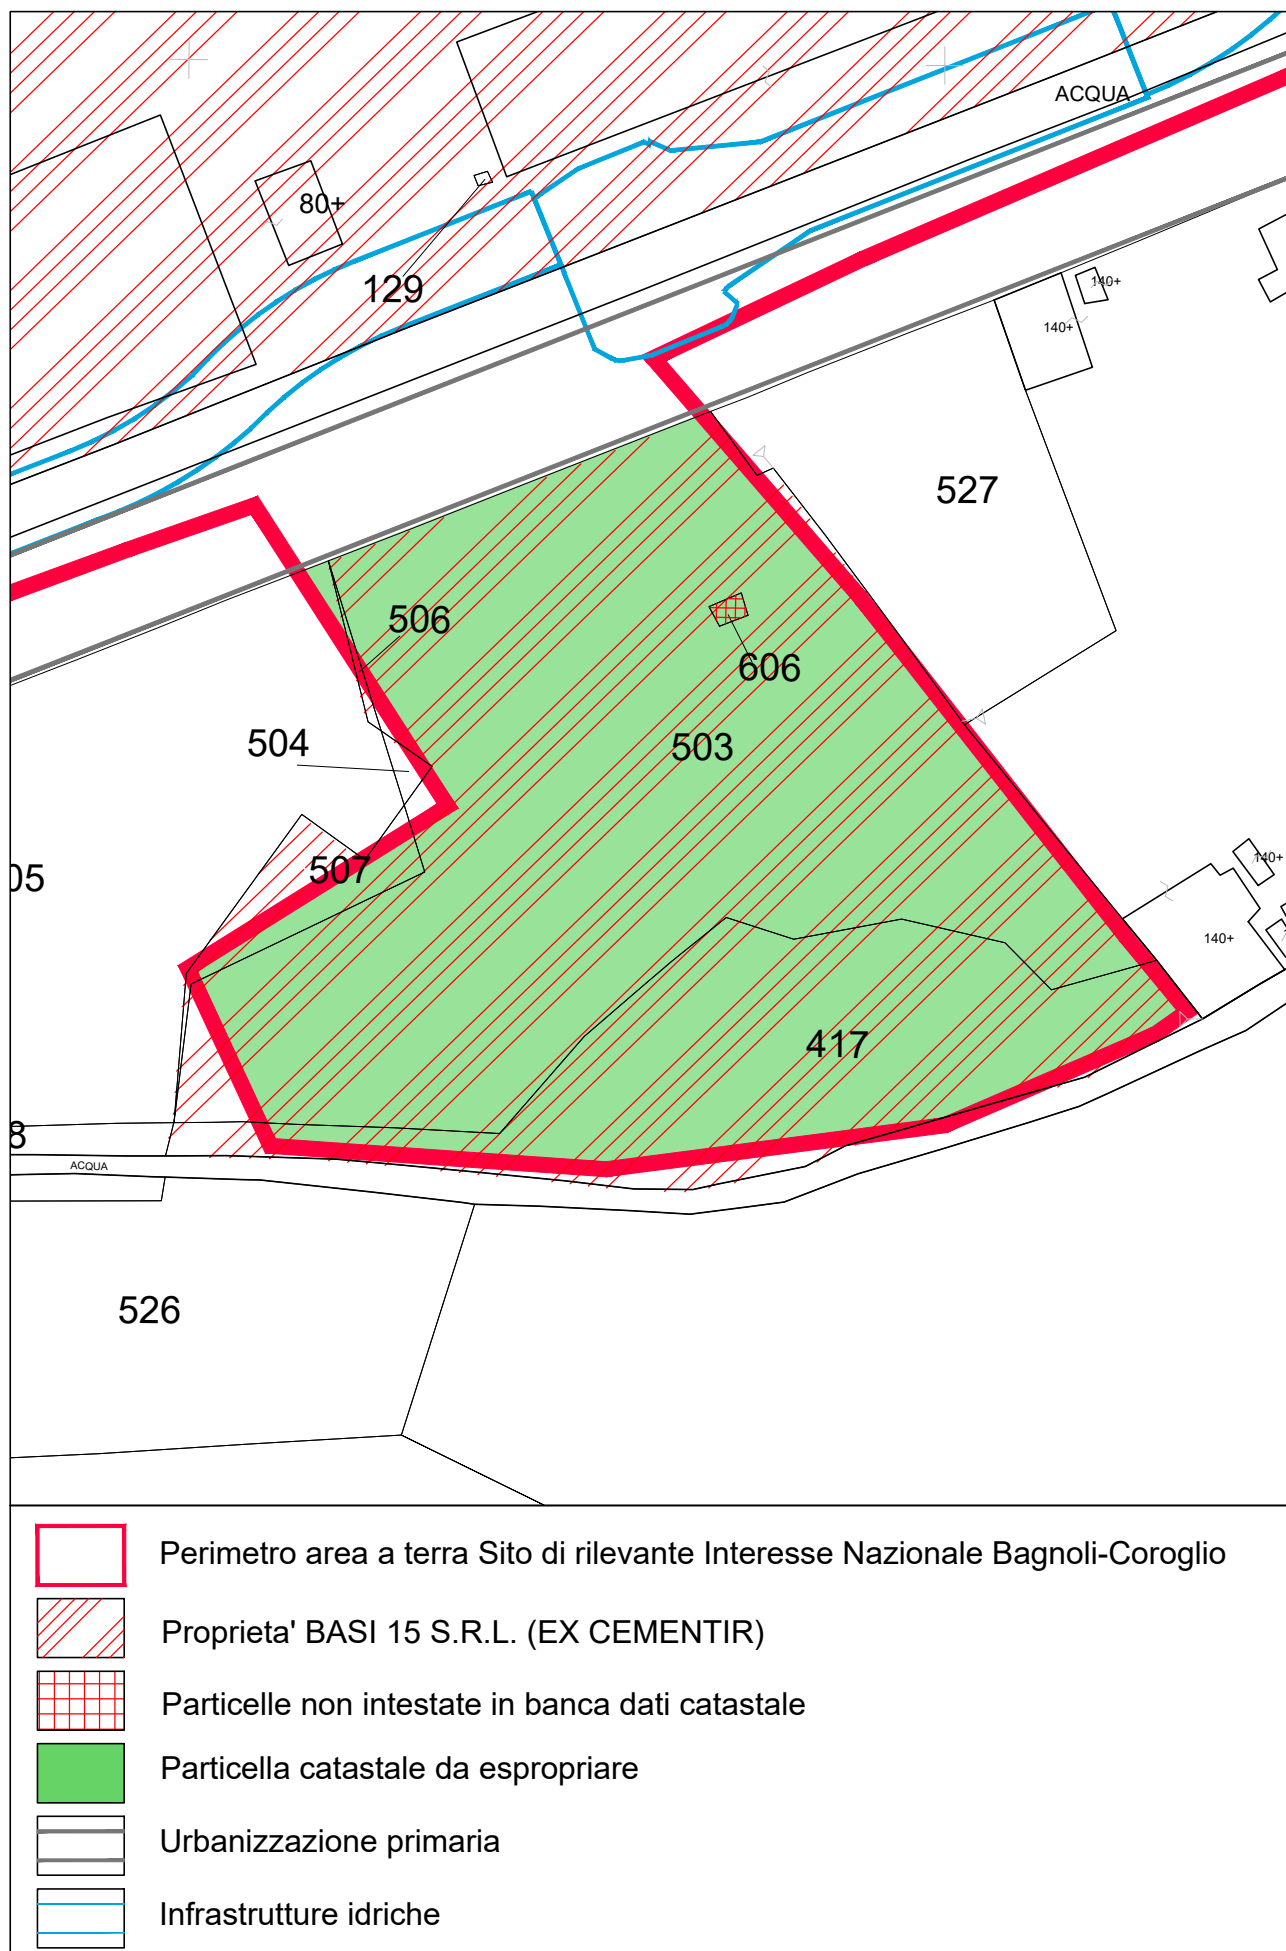 ACQUA
80+
129
140+
140+
527
506
606
504
503
507
05
140+
140+
417
8
ACQUA
526
Perimetro area a terra Sito di rilevante Interesse Nazionale Bagnoli-Coroglio
Proprieta' BASI 15 S.R.L. (EX CEMENTIR)
Particelle non intestate in banca dati catastale
Particella catastale da espropriare
Urbanizzazione primaria
Infrastrutture idriche